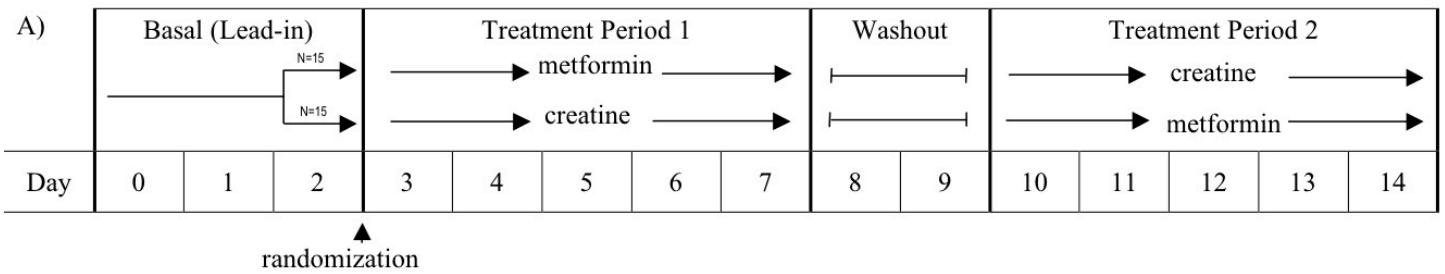 A) Basal (Lead-in) Treatment Period 1 Washout Treatment Period 2
N=15 metformin creatine
N=15 creatine metformin
Day 0 1 2 3 4 5 6 7 8 9 10 11 12 13 14
randomization